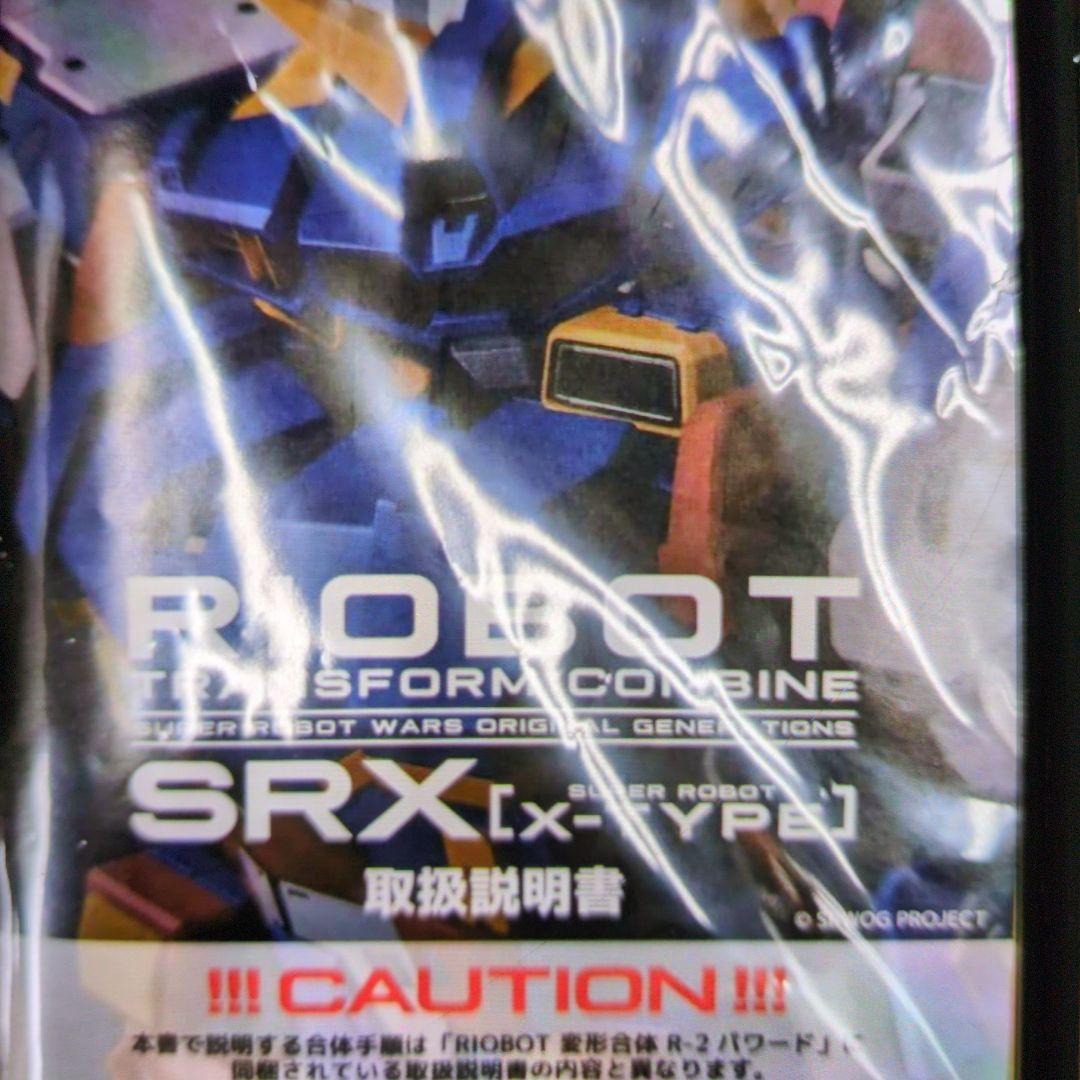 RIOBOT
TRANSFORM COMBINE
SUPER ROBOT WARS ORIGINAL GENERATIONS
SRX [SUPER ROBOT X-TYPE]
取扱説明書
© SRWOG PROJECT
!!! CAUTION !!!
本書で説明する合体手順は「RIOBOT 変形合体 R-2 パワード」に
同梱されている取扱説明書の内容と異なります。